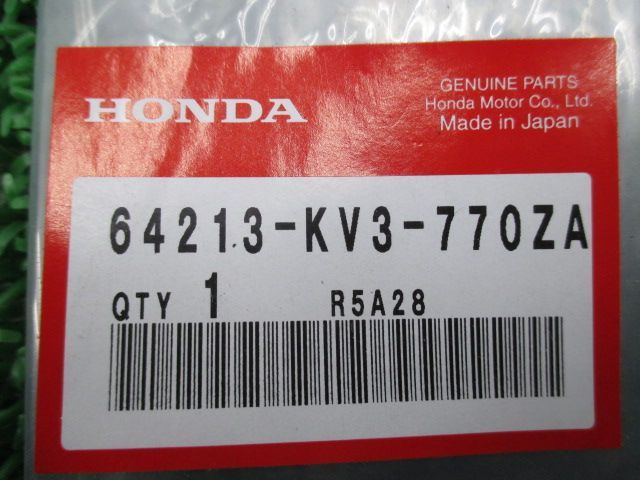 HONDA
GENUINE PARTS
Honda Motor Co., Ltd.
Made in Japan
64213-KV3-770ZA
QTY 1 R5A28